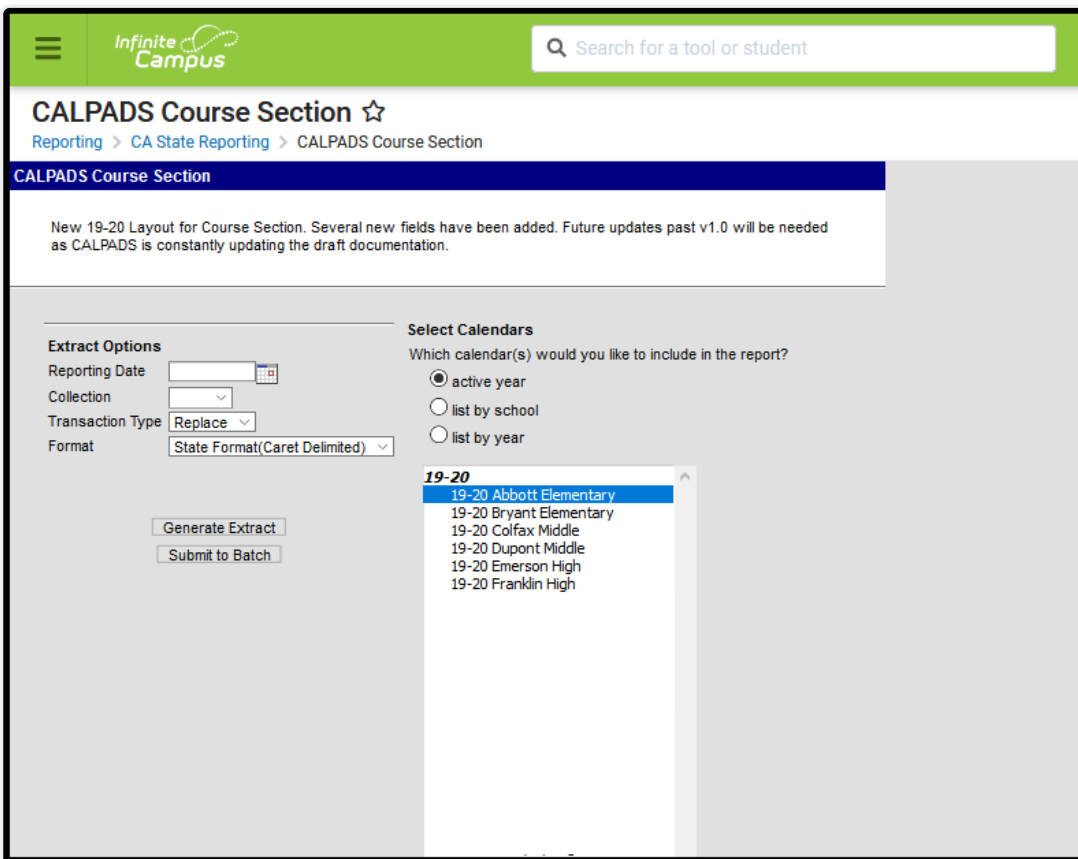 Infinite
Campus
Search for a tool or student
CALPADS Course Section
Reporting > CA State Reporting > CALPADS Course Section
CALPADS Course Section
New 19-20 Layout for Course Section. Several new fields have been added. Future updates past v1.0 will be needed
as CALPADS is constantly updating the draft documentation.
Extract Options
Reporting Date
Collection
Transaction Type Replace
Format State Format(Caret Delimited)
Generate Extract
Submit to Batch
Select Calendars
Which calendar(s) would you like to include in the report?
active year
list by school
list by year
19-20
19-20 Abbott Elementary
19-20 Bryant Elementary
19-20 Colfax Middle
19-20 Dupont Middle
19-20 Emerson High
19-20 Franklin High